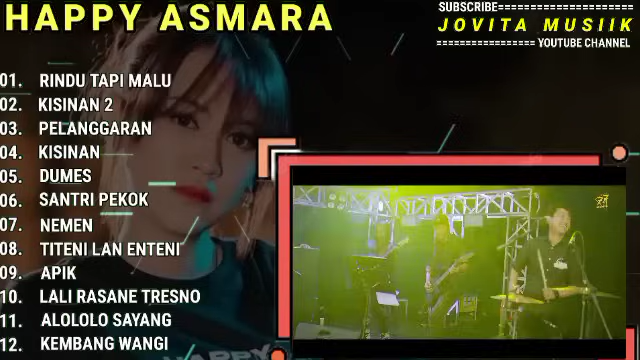 HAPPY ASMARA
SUBSCRIBE==================
JOVITA MUSIIK
================== YOUTUBE CHANNEL
01. RINDU TAPI MALU
02. KISINAN 2
03. PELANGGARAN
04. KISINAN
05. DUMES
06. SANTRI PEKOK
07. NEMEN
08. TITENI LAN ENTENI
09. APIK
10. LALI RASANE TRESNO
11. ALOLOLO SAYANG
12. KEMBANG WANGI
HAPPY